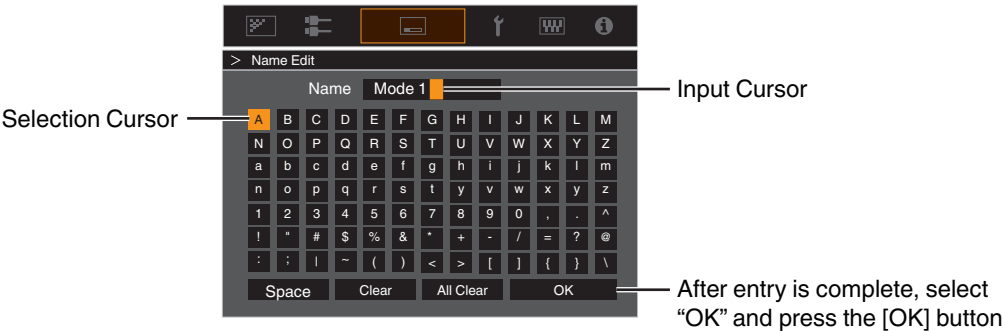 > Name Edit
Name Mode 1
Input Cursor
Selection Cursor
A B C D E F G H I J K L M
N O P Q R S T U V W X Y Z
a b c d e f g h i j k l m
n o p q r s t y v w x y z
1 2 3 4 5 6 7 8 9 0 , . ^
! " # $ % & * + - / = ? @
: ; | ~ ( ) < > [ ] { } \
Space Clear All Clear OK
After entry is complete, select
“OK” and press the [OK] button